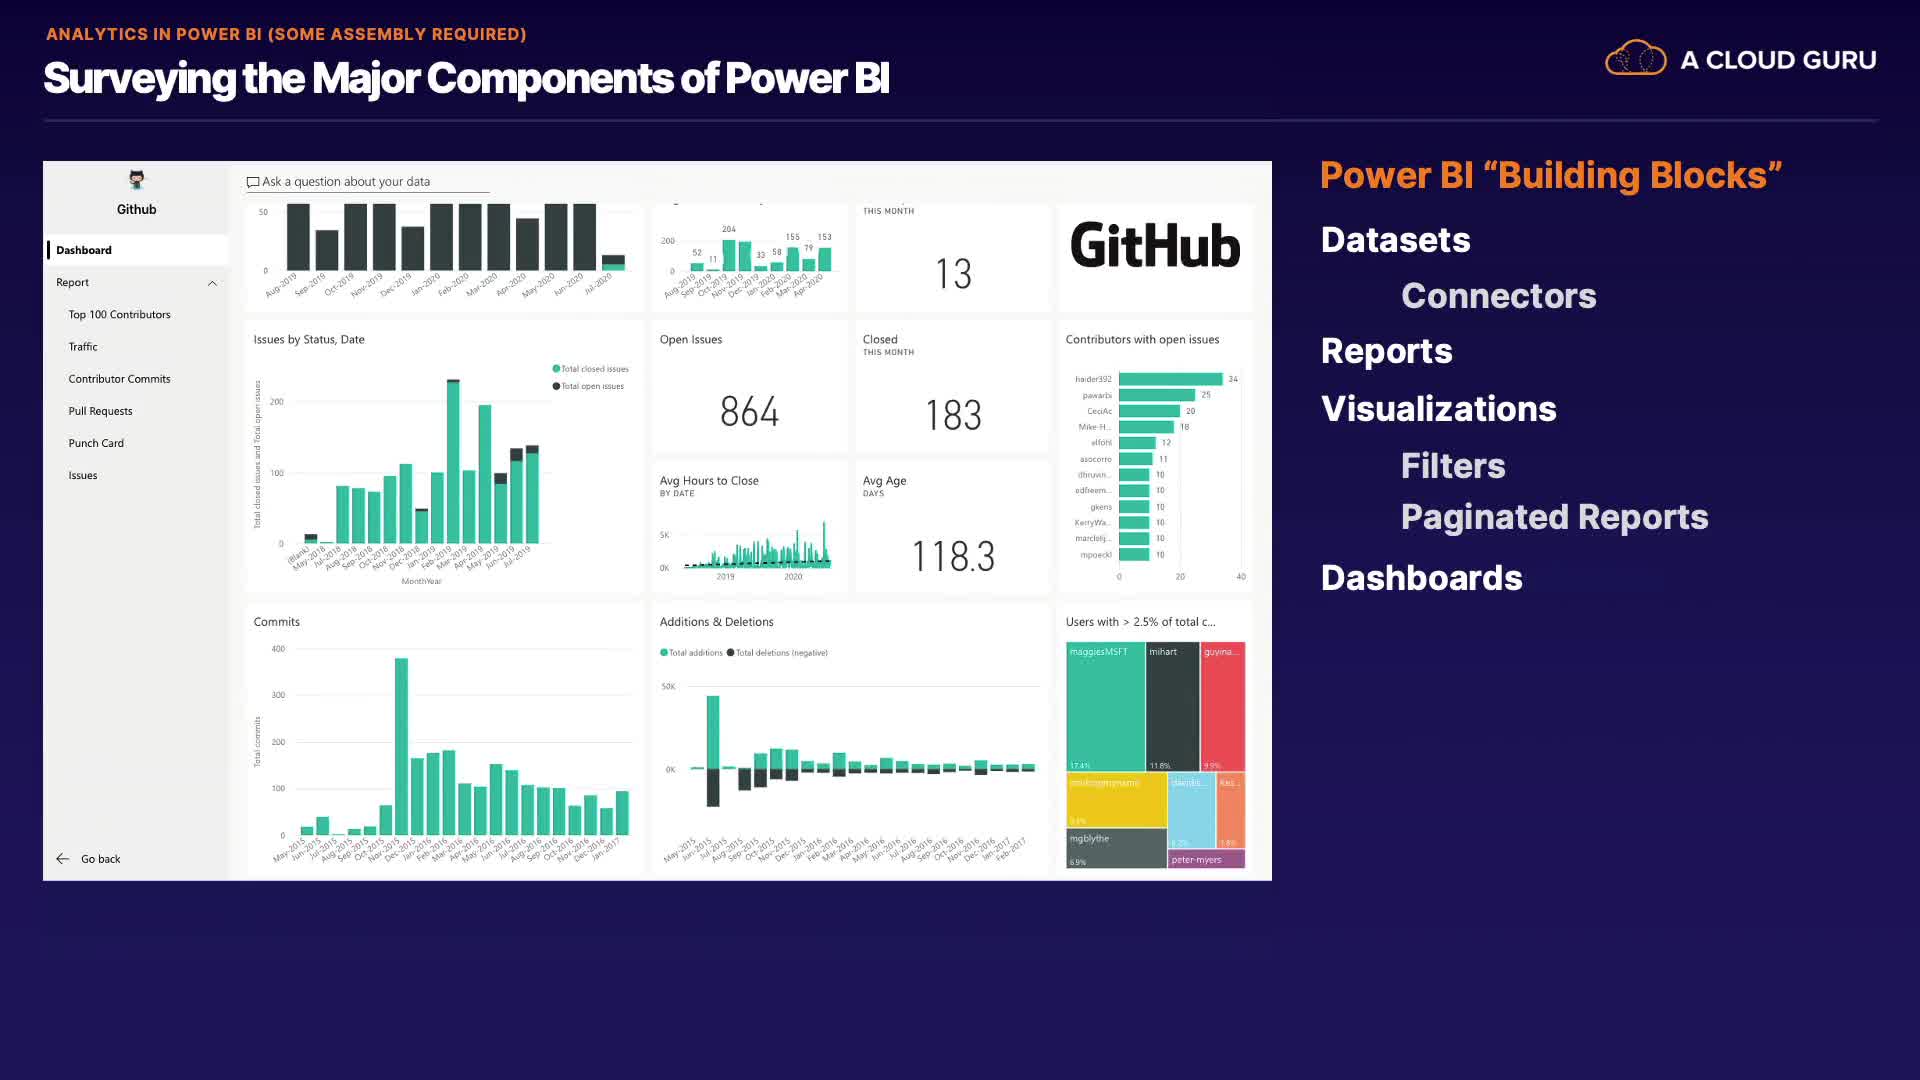 ANALYTICS IN POWER BI (SOME ASSEMBLY REQUIRED)
Surveying the Major Components of Power BI
A CLOUD GURU
Github
Dashboard
Report
Top 100 Contributors
Traffic
Contributor Commits
Pull Requests
Punch Card
Issues
Go back
Ask a question about your data
50
0
Aug-2019
Sep-2019
Oct-2019
Nov-2019
Dec-2019
Jan-2020
Feb-2020
Mar-2020
Apr-2020
May-2020
Jun-2020
Jul-2020
200
0
52
11
204
33
58
155
79
153
Aug-2019
Sep-2019
Oct-2019
Nov-2019
Dec-2019
Jan-2020
Feb-2020
Mar-2020
Apr-2020
THIS MONTH
13
GitHub
Issues by Status, Date
Total closed issues
Total open issues
Total closed issues and Total open issues
200
100
0
(Blank)
May-2018
Jul-2018
Aug-2018
Sep-2018
Oct-2018
Nov-2018
Dec-2018
Jan-2019
Feb-2019
Mar-2019
Apr-2019
May-2019
Jun-2019
Jul-2019
MonthYear
Open Issues
864
Closed
THIS MONTH
183
Avg Hours to Close
BY DATE
5K
0K
2019
2020
Avg Age
DAYS
118.3
Contributors with open issues
haider392 34
pawarbi 25
CeciAc 20
Mike-H... 18
elfohl 12
asocorro 11
dhruvin... 10
edfreem... 10
gkens 10
KerryWa... 10
marclelij... 10
mpoeckl 10
0 20 40
Commits
Total commits
400
300
200
100
0
May-2015
Jun-2015
Jul-2015
Aug-2015
Sep-2015
Oct-2015
Nov-2015
Dec-2015
Jan-2016
Feb-2016
Mar-2016
Apr-2016
May-2016
Jun-2016
Jul-2016
Aug-2016
Sep-2016
Oct-2016
Nov-2016
Dec-2016
Jan-2017
Additions & Deletions
Total additions
Total deletions (negative)
50K
0K
May-2015
Jun-2015
Jul-2015
Aug-2015
Sep-2015
Oct-2015
Nov-2015
Dec-2015
Jan-2016
Feb-2016
Mar-2016
Apr-2016
May-2016
Jun-2016
Jul-2016
Aug-2016
Sep-2016
Oct-2016
Nov-2016
Dec-2016
Jan-2017
Feb-2017
Users with > 2.5% of total c...
maggiesMSFT
17.4%
mihart
11.8%
guyina...
9.9%
davidis...
mgblythe
6.9%
peter-myers
Power BI “Building Blocks”
Datasets
Connectors
Reports
Visualizations
Filters
Paginated Reports
Dashboards